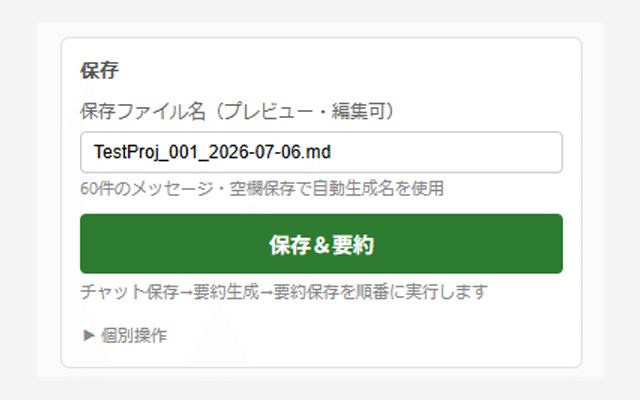 保存
保存ファイル名（プレビュー・編集可）
TestProj_001_2026-07-06.md
60件のメッセージ・空欄保存で自動生成名を使用
保存＆要約
チャット保存→要約生成→要約保存を順番に実行します
▶ 個別操作